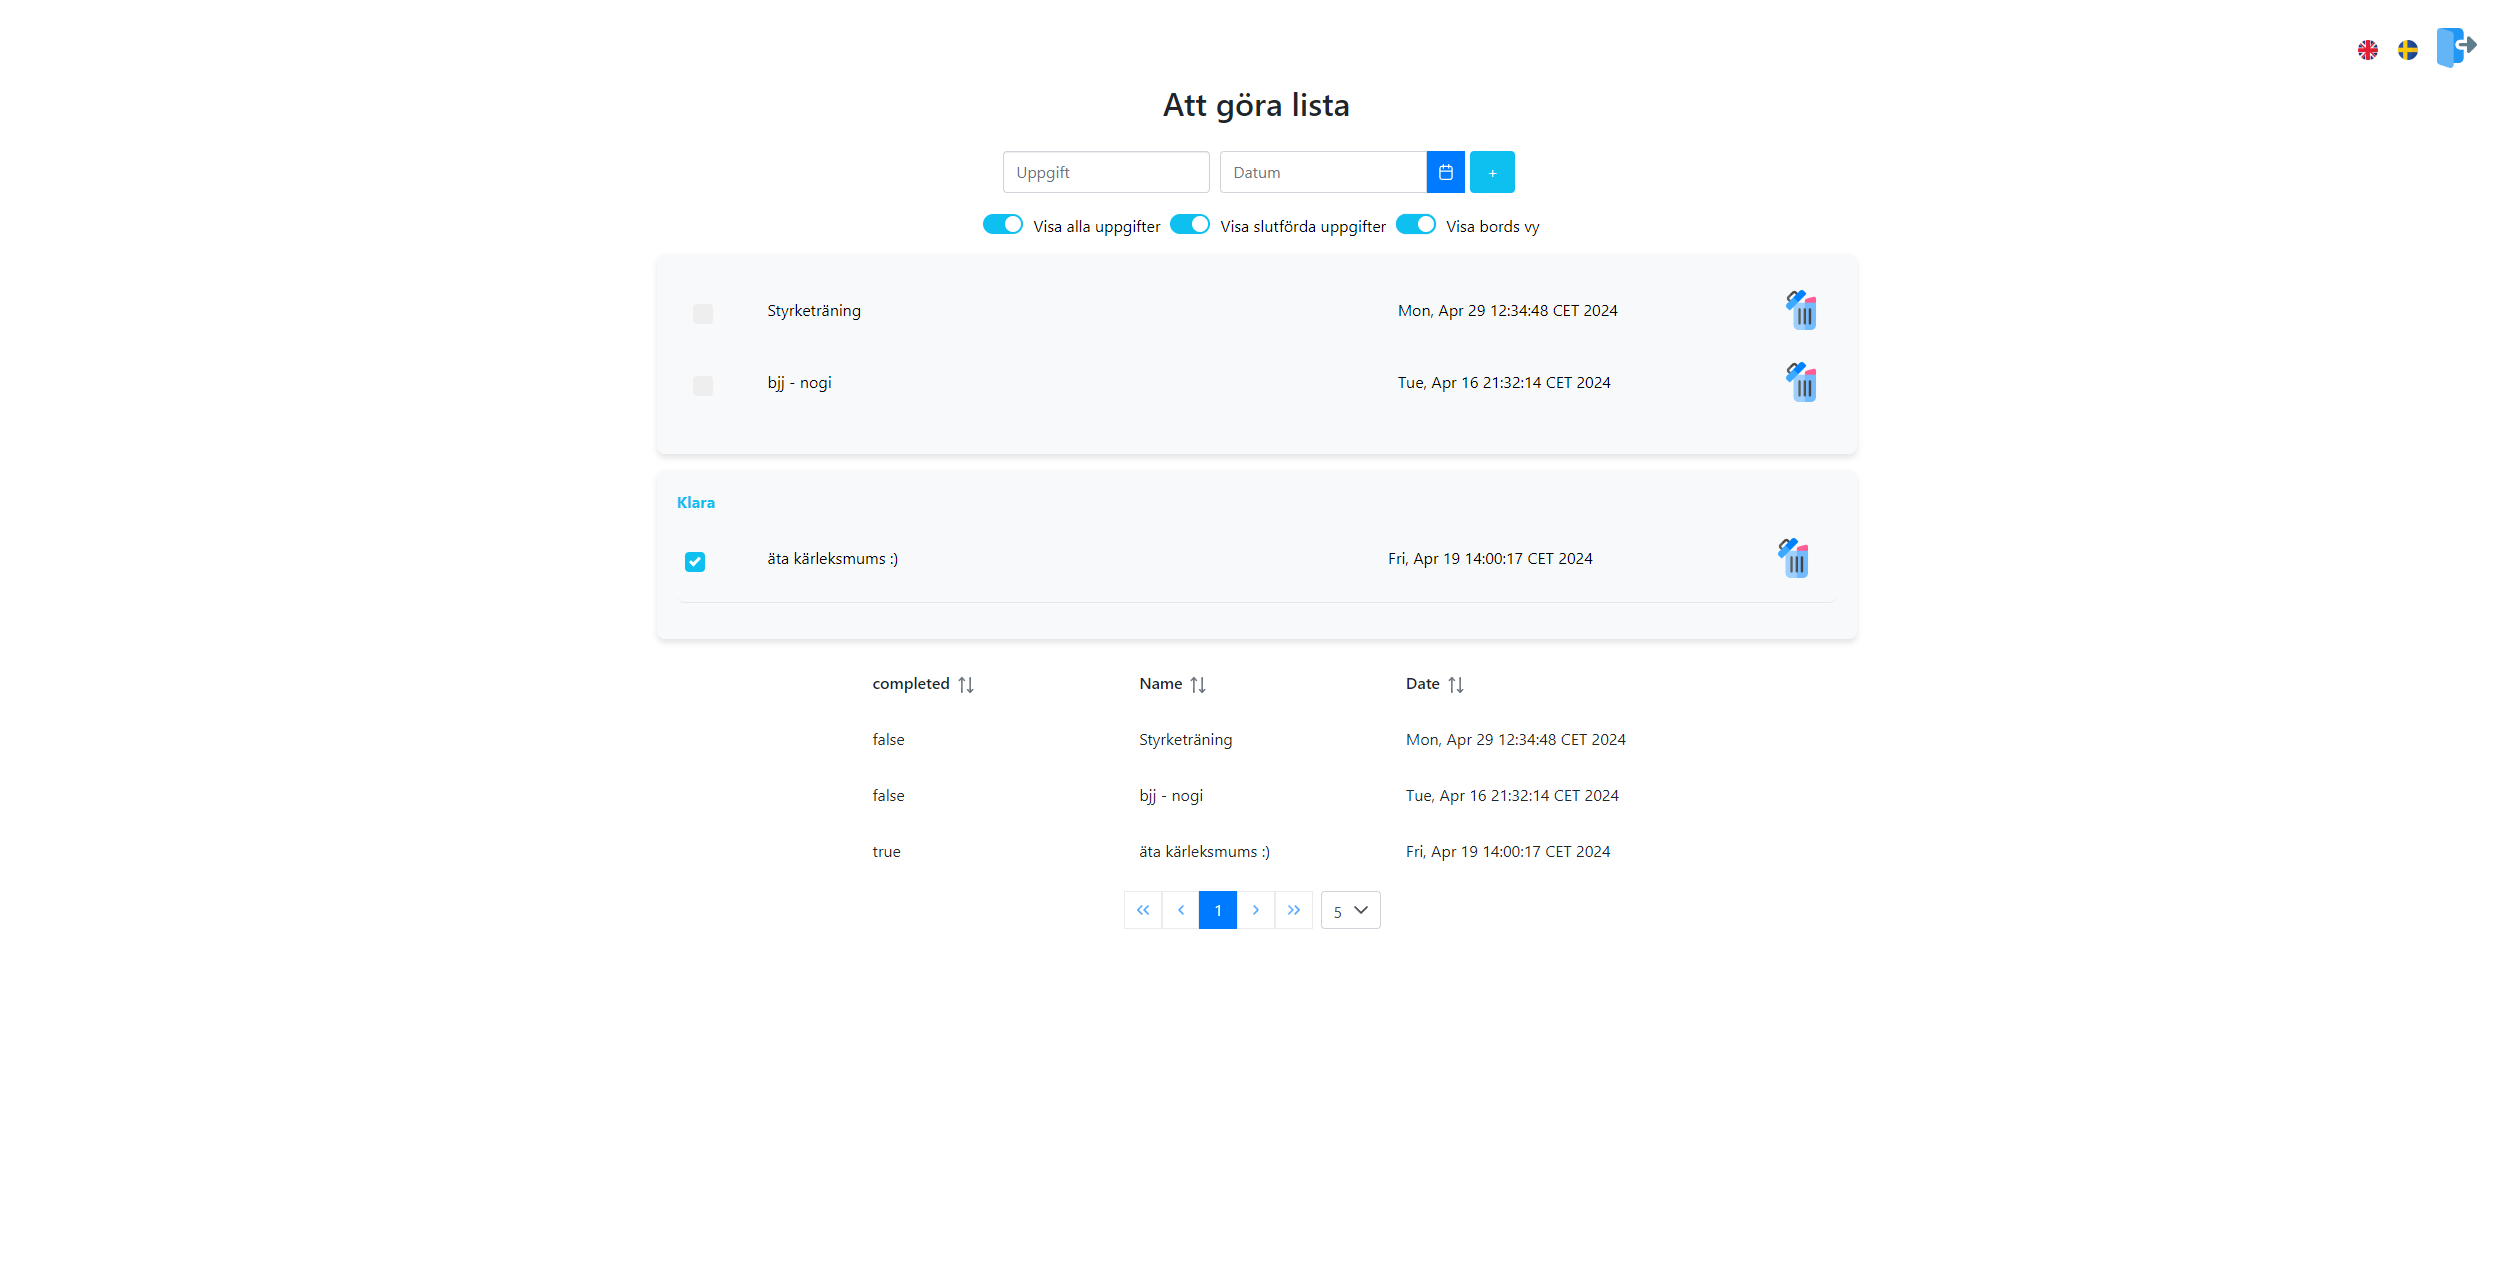 Att göra lista
Uppgift Datum +
Visa alla uppgifter Visa slutförda uppgifter Visa bords vy
Styrketräning Mon, Apr 29 12:34:48 CET 2024
bjj - nogi Tue, Apr 16 21:32:14 CET 2024
Klara
äta kärleksmums :) Fri, Apr 19 14:00:17 CET 2024
completed Name Date
false Styrketräning Mon, Apr 29 12:34:48 CET 2024
false bjj - nogi Tue, Apr 16 21:32:14 CET 2024
true äta kärleksmums :) Fri, Apr 19 14:00:17 CET 2024
1 5